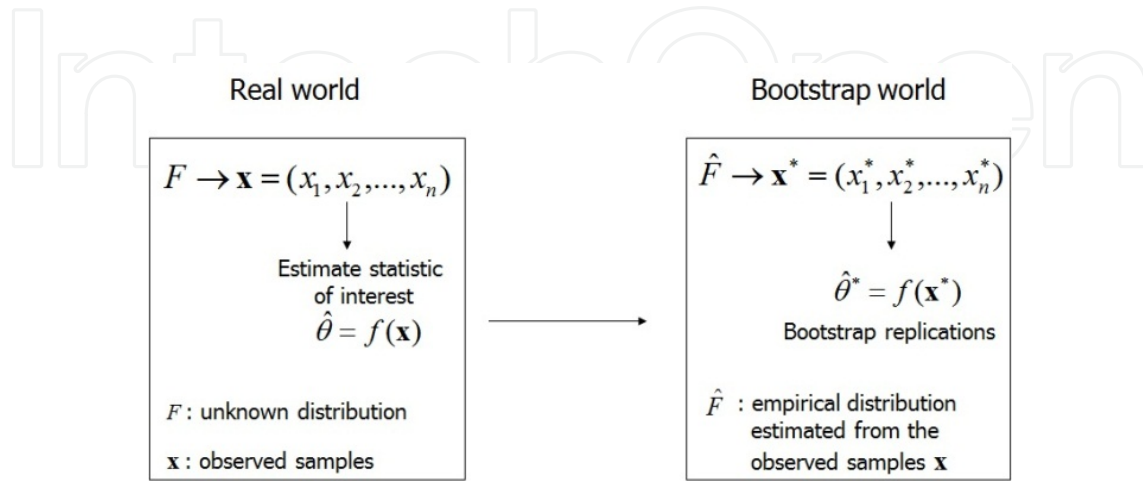 IntechOpen
Real world
F → x = (x₁, x₂, ..., xₙ)
Estimate statistic
of interest
θ̂ = f(x)
F : unknown distribution
x : observed samples
Bootstrap world
F̂ → x* = (x₁*, x₂*, ..., xₙ*)
θ̂* = f(x*)
Bootstrap replications
F̂ : empirical distribution
estimated from the
observed samples x